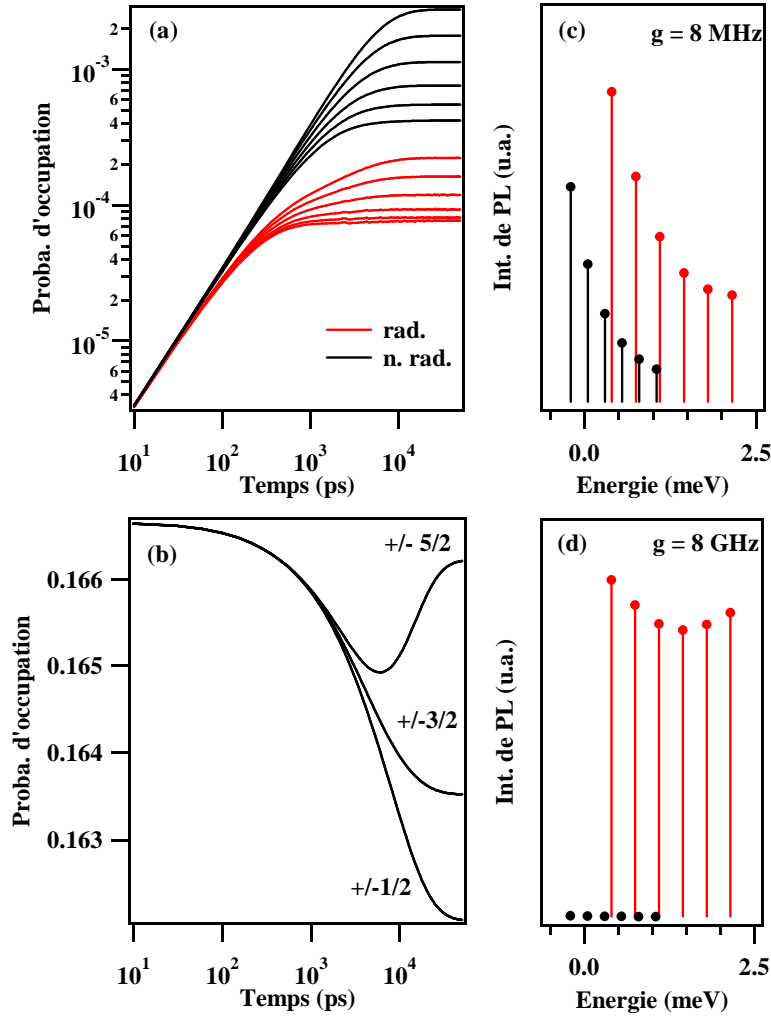 (a)
2
10-3
6
4
2
10-4
6
4
2
10-5
6
4
Proba. d'occupation
rad.
n. rad.
101
102
103
104
Temps (ps)
(c)
g = 8 MHz
Int. de PL (u.a.)
0.0
2.5
Energie (meV)
(b)
+/- 5/2
+/-3/2
+/-1/2
0.166
0.165
0.164
0.163
Proba. d'occupation
101
102
103
104
Temps (ps)
(d)
g = 8 GHz
Int. de PL (u.a.)
0.0
2.5
Energie (meV)